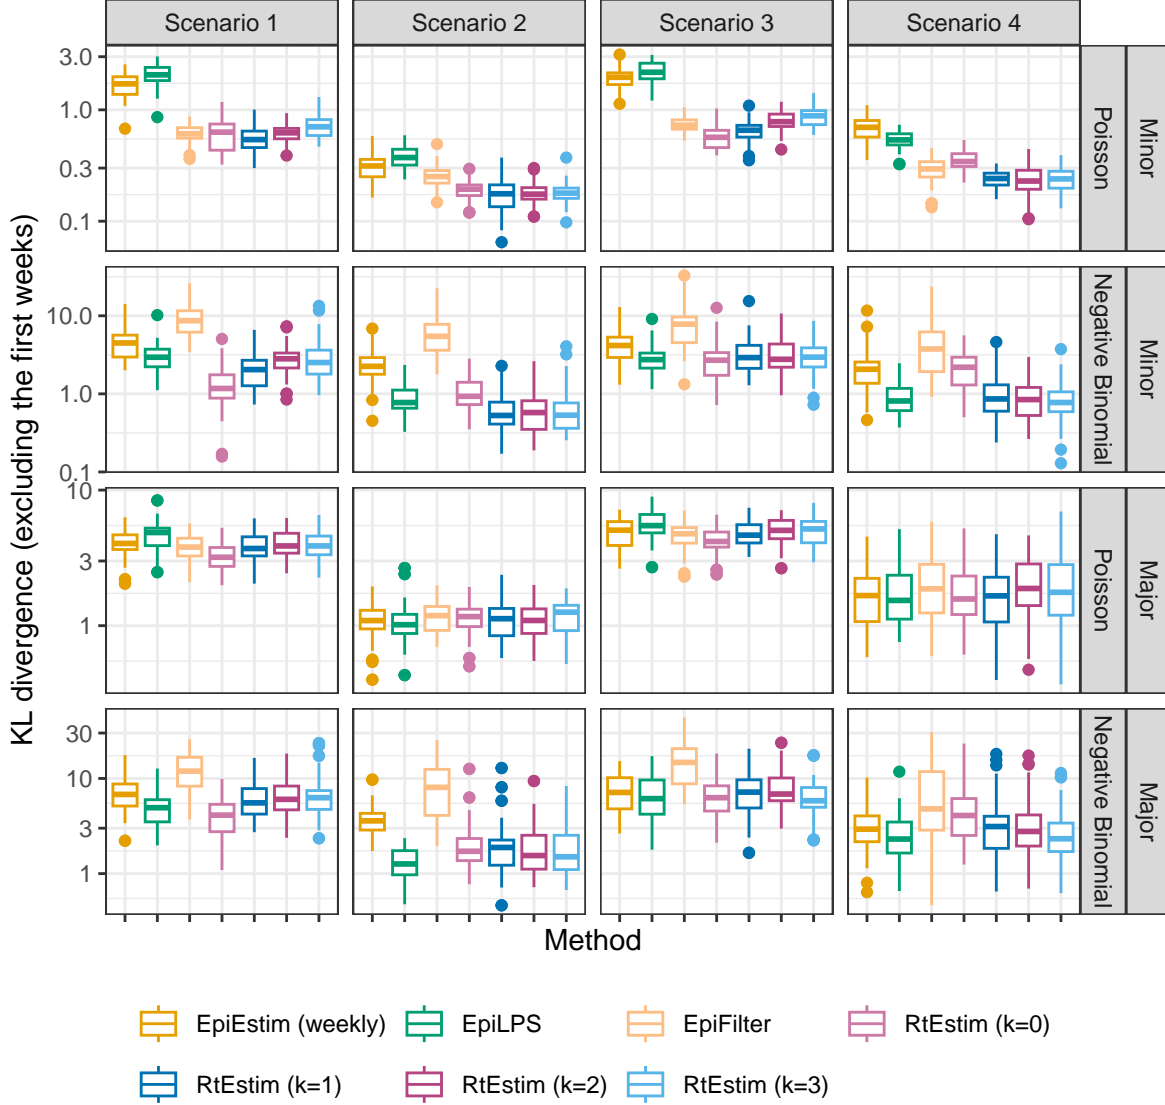 Scenario 1
Scenario 2
Scenario 3
Scenario 4
KL divergence (excluding the first weeks)
3.0
1.0
0.3
0.1
Poisson
Minor
10.0
1.0
0.1
Negative Binomial
Minor
10
3
1
Poisson
Major
30
10
3
1
Negative Binomial
Major
Method
EpiEstim (weekly)
EpiLPS
EpiFilter
RtEstim (k=0)
RtEstim (k=1)
RtEstim (k=2)
RtEstim (k=3)